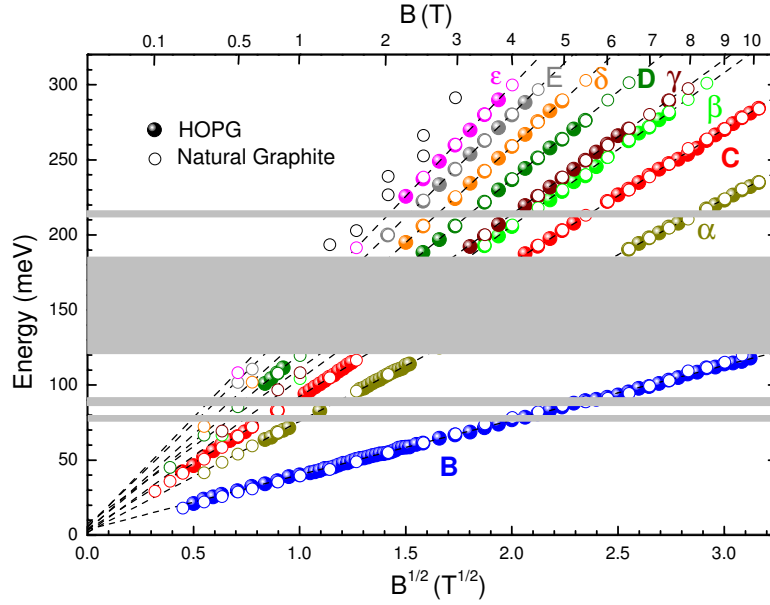 B (T)
0.1 0.5 1 2 3 4 5 6 7 8 9 10
300
250
200
150
100
50
0
Energy (meV)
HOPG
Natural Graphite
ε E δ D γ
β
C
α
B
0.0 0.5 1.0 1.5 2.0 2.5 3.0
B^{1/2} (T^{1/2})